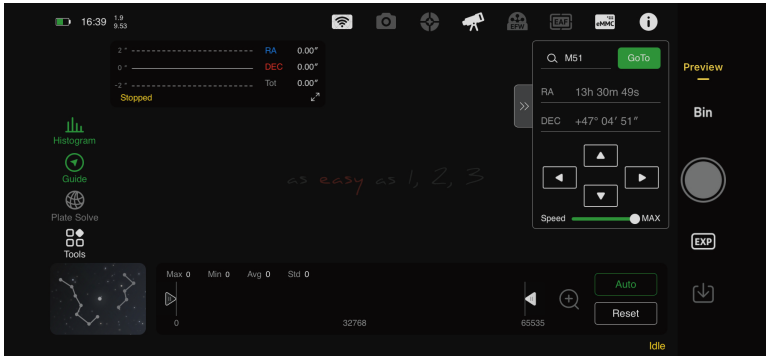 16:39 1.9
9.53
EFW EAF eMMC
2 " RA 0.00"
0 " DEC 0.00"
-2 " Tot 0.00"
Stopped
M51 GoTo
RA 13h 30m 49s
DEC +47° 04′ 51″
Speed MAX
Histogram
Guide
Plate Solve
Tools
as easy as 1, 2, 3
Max 0 Min 0 Avg 0 Std 0
0 32768 65535
Auto
Reset
Preview
Bin
EXP
Idle